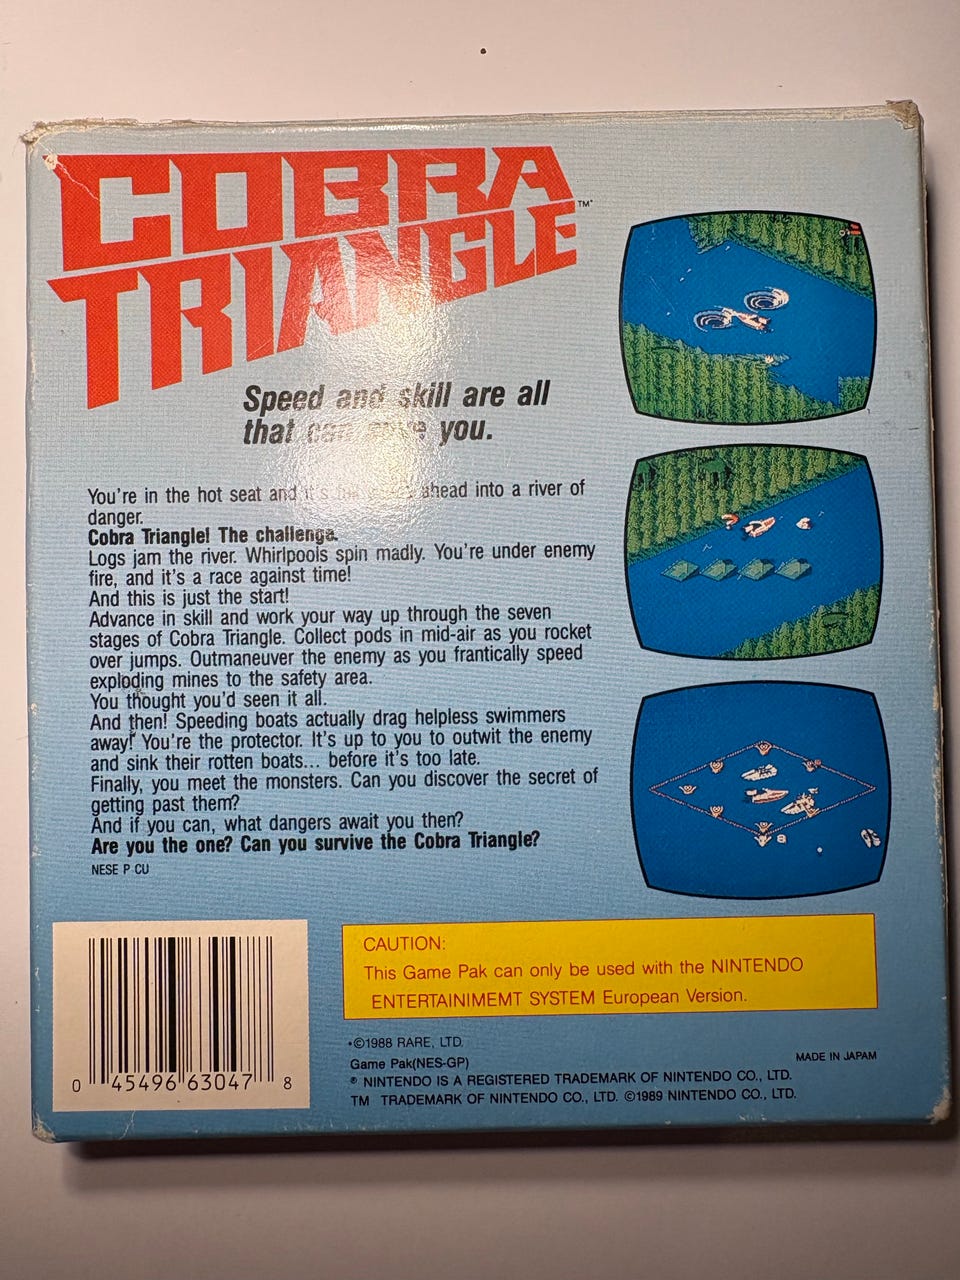 COBRA
TRIANGLE™
Speed and skill are all
that can save you.
You're in the hot seat and it's ahead into a river of
danger.
Cobra Triangle! The challenge.
Logs jam the river. Whirlpools spin madly. You're under enemy
fire, and it's a race against time!
And this is just the start!
Advance in skill and work your way up through the seven
stages of Cobra Triangle. Collect pods in mid-air as you rocket
over jumps. Outmaneuver the enemy as you frantically speed
exploding mines to the safety area.
You thought you'd seen it all.
And then! Speeding boats actually drag helpless swimmers
away! You're the protector. It's up to you to outwit the enemy
and sink their rotten boats... before it's too late.
Finally, you meet the monsters. Can you discover the secret of
getting past them?
And if you can, what dangers await you then?
Are you the one? Can you survive the Cobra Triangle?
NESE P CU
8
CAUTION:
This Game Pak can only be used with the NINTENDO
ENTERTAINIMEMT SYSTEM European Version.
0 45496 63047 8
•©1988 RARE, LTD.
Game Pak(NES-GP)
MADE IN JAPAM
® NINTENDO IS A REGISTERED TRADEMARK OF NINTENDO CO., LTD.
TM TRADEMARK OF NINTENDO CO., LTD. ©1989 NINTENDO CO., LTD.